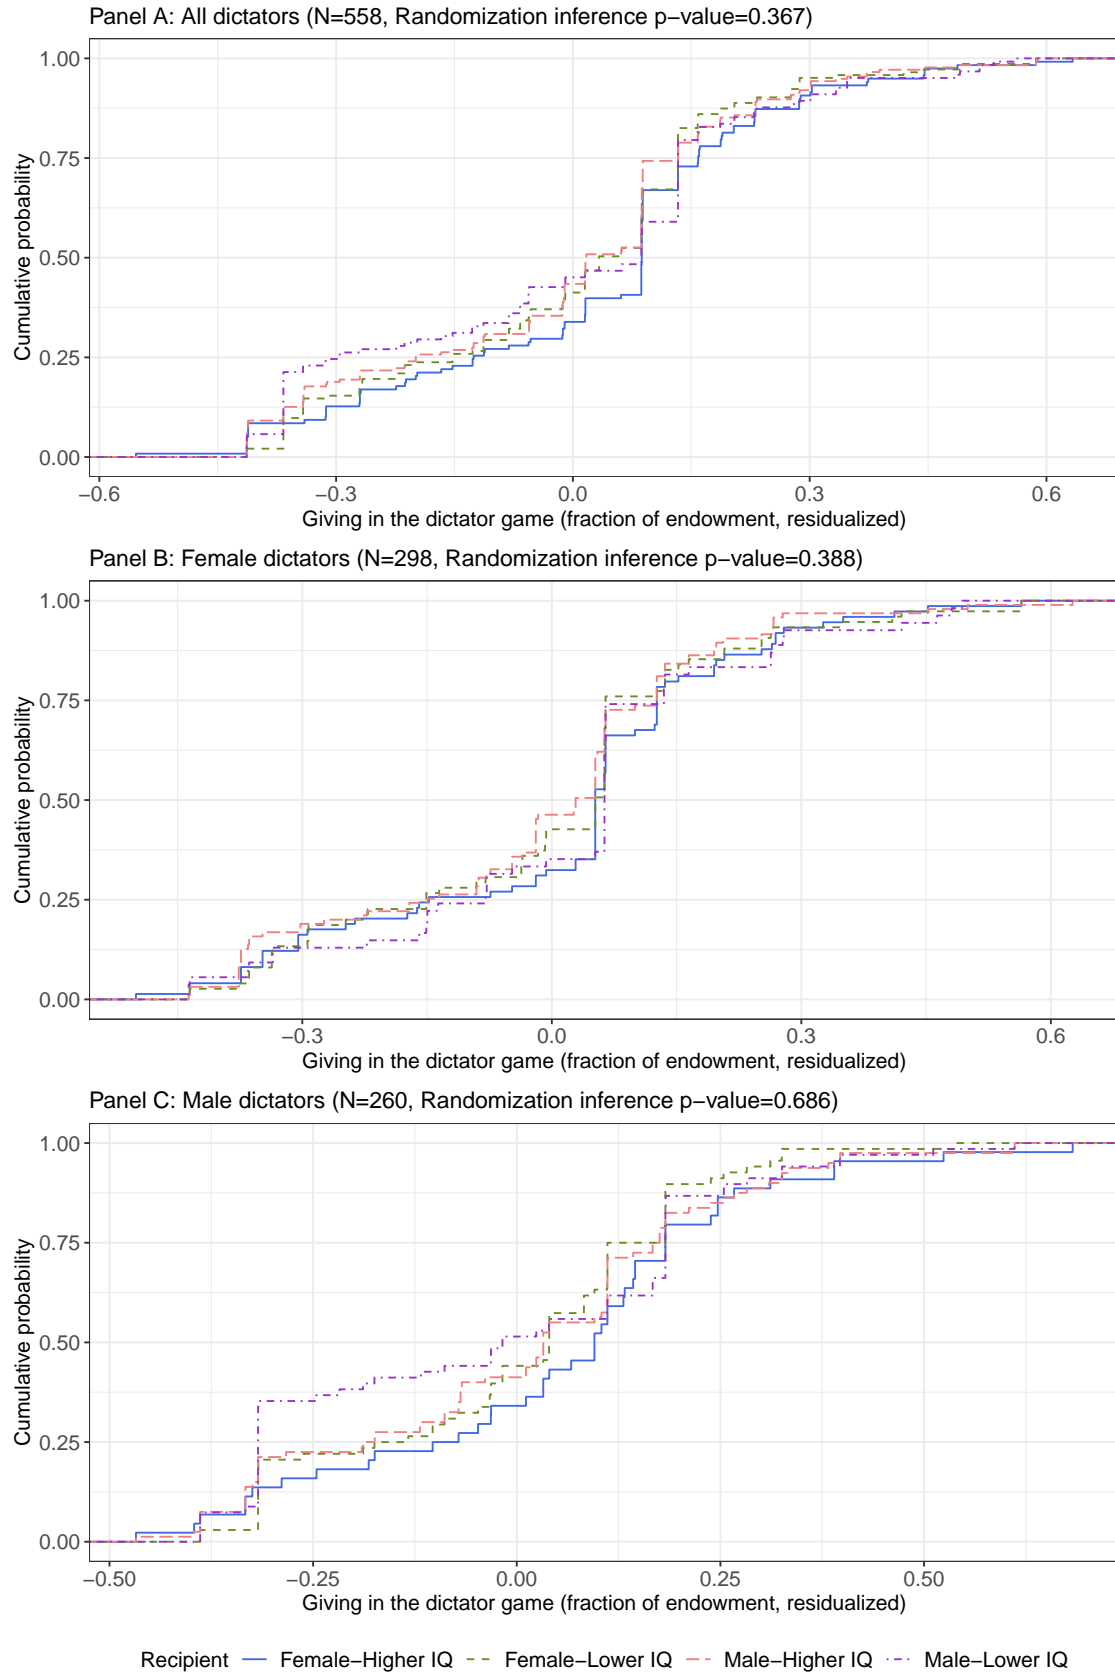 Panel A: All dictators (N=558, Randomization inference p−value=0.367)
1.00
0.75
0.50
0.25
0.00
Cumulative probability
−0.6 −0.3 0.0 0.3 0.6
Giving in the dictator game (fraction of endowment, residualized)
Panel B: Female dictators (N=298, Randomization inference p−value=0.388)
1.00
0.75
0.50
0.25
0.00
Cumulative probability
−0.3 0.0 0.3 0.6
Giving in the dictator game (fraction of endowment, residualized)
Panel C: Male dictators (N=260, Randomization inference p−value=0.686)
1.00
0.75
0.50
0.25
0.00
Cumulative probability
−0.50 −0.25 0.00 0.25 0.50
Giving in the dictator game (fraction of endowment, residualized)
Recipient Female−Higher IQ Female−Lower IQ Male−Higher IQ Male−Lower IQ